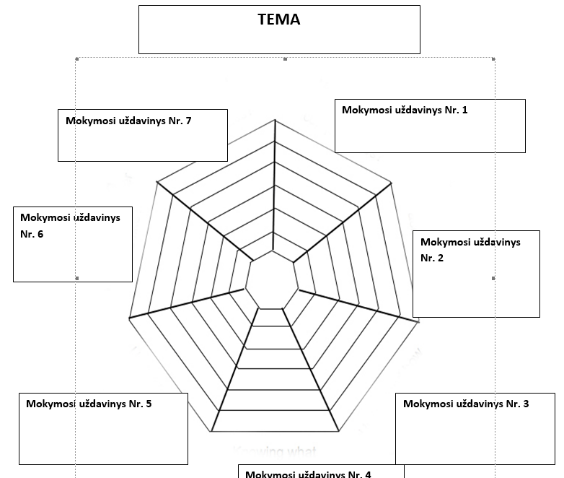 TEMA
Mokymosi uždavinys Nr. 1
Mokymosi uždavinys Nr. 7
Mokymosi uždavinys
Nr. 6
Mokymosi uždavinys
Nr. 2
Mokymosi uždavinys Nr. 5
Mokymosi uždavinys Nr. 3
what
Mokymosi uždavinys Nr. 4